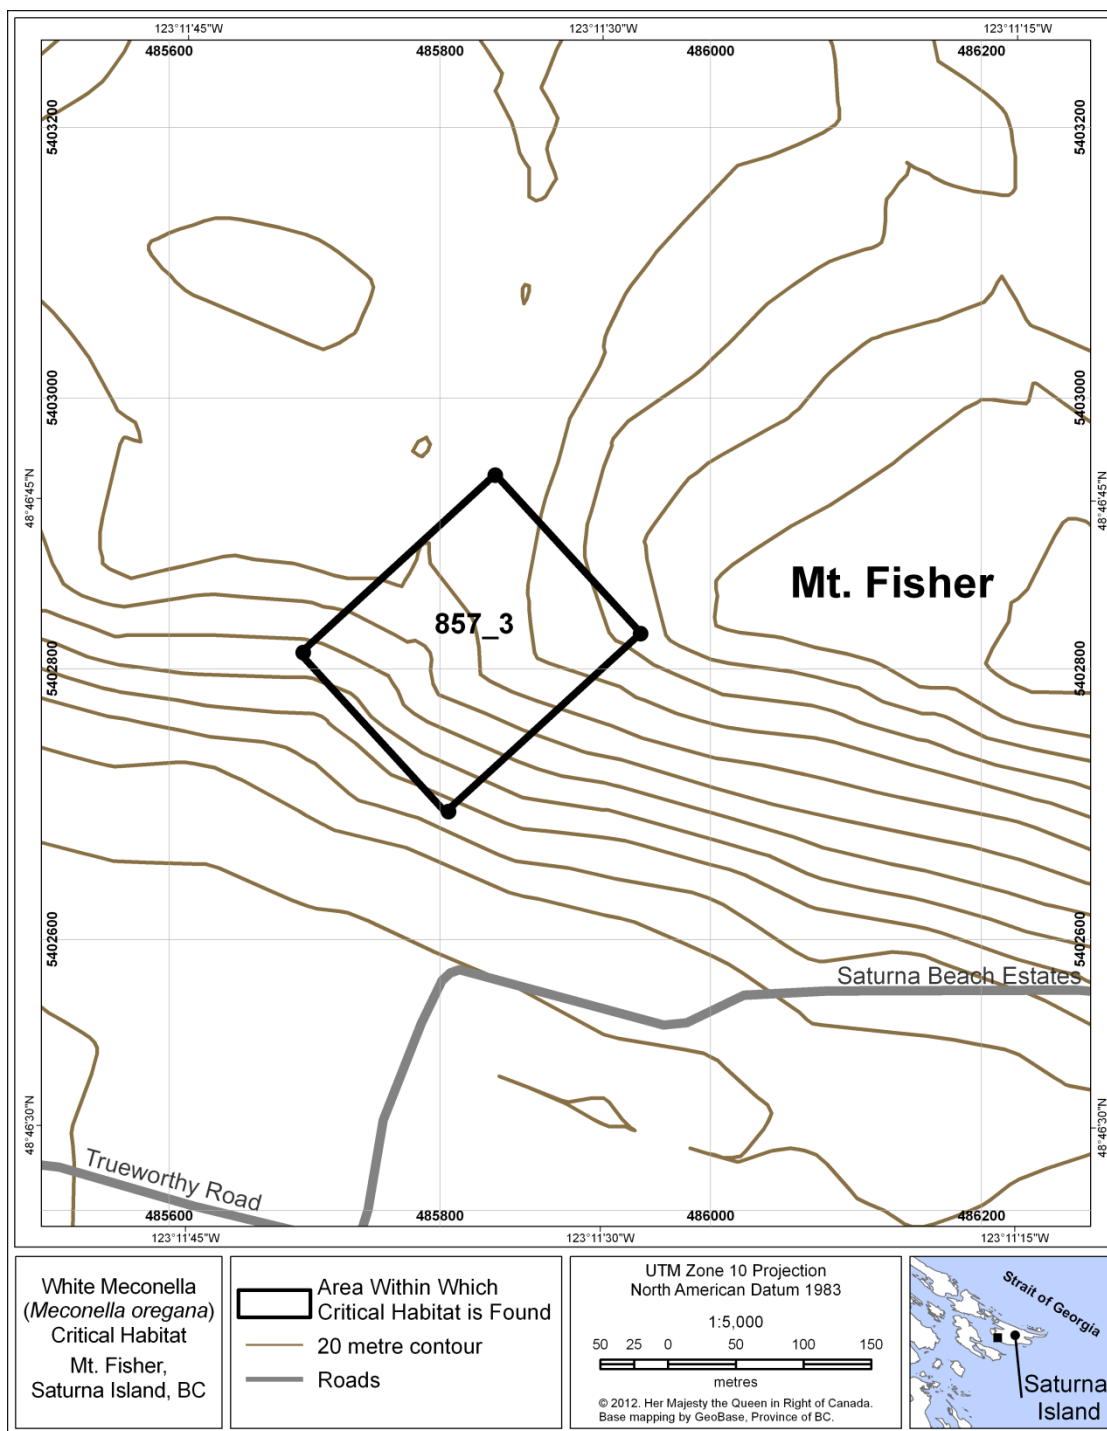 123°11'45"W 123°11'30"W 123°11'15"W
485600 485800 486000 486200
5403200 5403200
5403000 5403000
48°46'45"N 48°46'45"N
Mt. Fisher
857_3
5402800 5402800
5402600 5402600
Saturna Beach Estates
48°46'30"N 48°46'30"N
Trueworthy Road
485600 485800 486000 486200
123°11'45"W 123°11'30"W 123°11'15"W
White Meconella
(Meconella oregana)
Critical Habitat
Mt. Fisher,
Saturna Island, BC
Area Within Which
Critical Habitat is Found
20 metre contour
Roads
UTM Zone 10 Projection
North American Datum 1983
1:5,000
50 25 0 50 100 150
metres
© 2012. Her Majesty the Queen in Right of Canada.
Base mapping by GeoBase, Province of BC.
Strait of Georgia
Saturna
Island